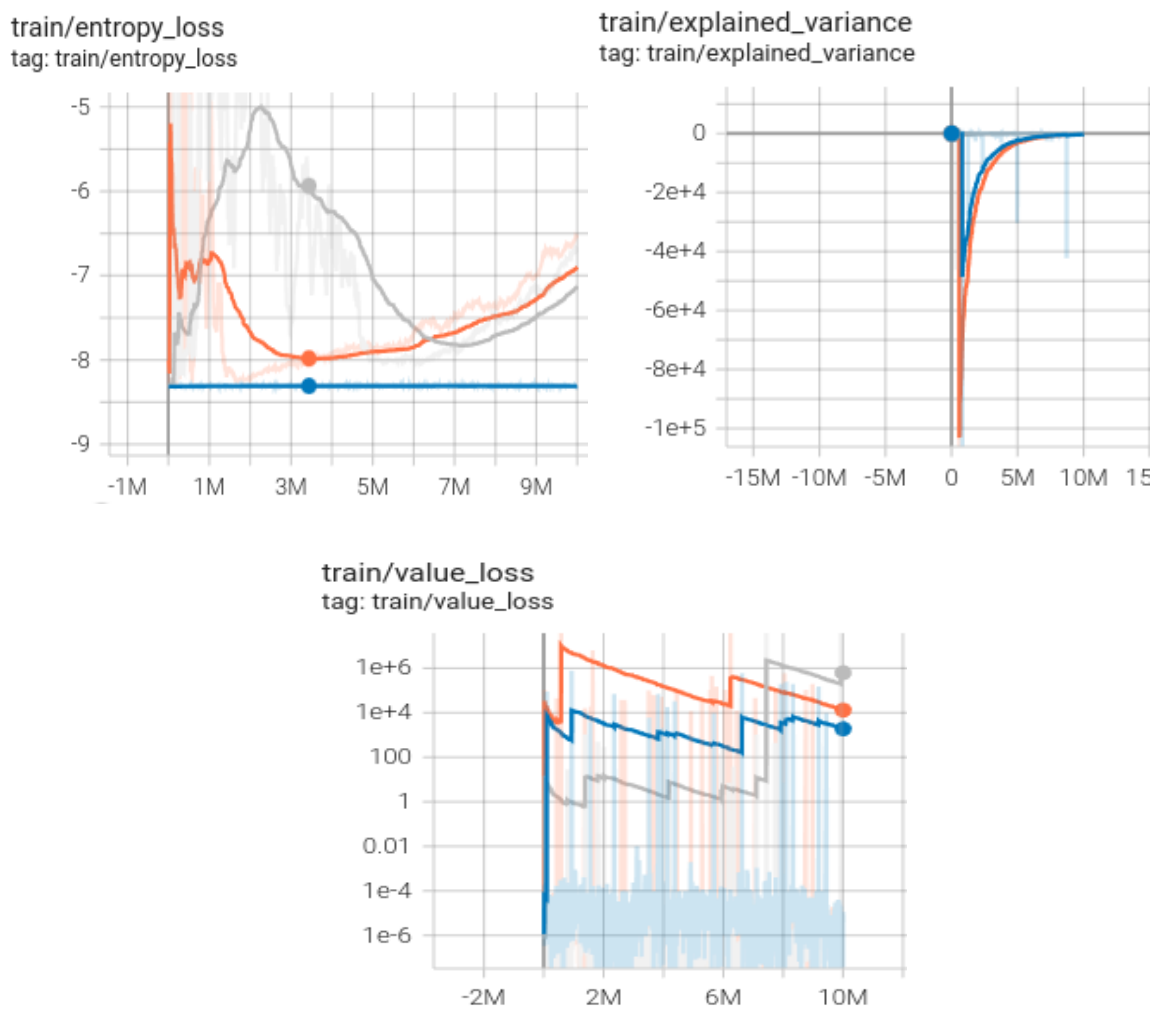 train/entropy_loss
tag: train/entropy_loss
-5
-6
-7
-8
-9
-1M 1M 3M 5M 7M 9M
train/explained_variance
tag: train/explained_variance
0
-2e+4
-4e+4
-6e+4
-8e+4
-1e+5
-15M -10M -5M 0 5M 10M 15
train/value_loss
tag: train/value_loss
1e+6
1e+4
100
1
0.01
1e-4
1e-6
-2M 2M 6M 10M